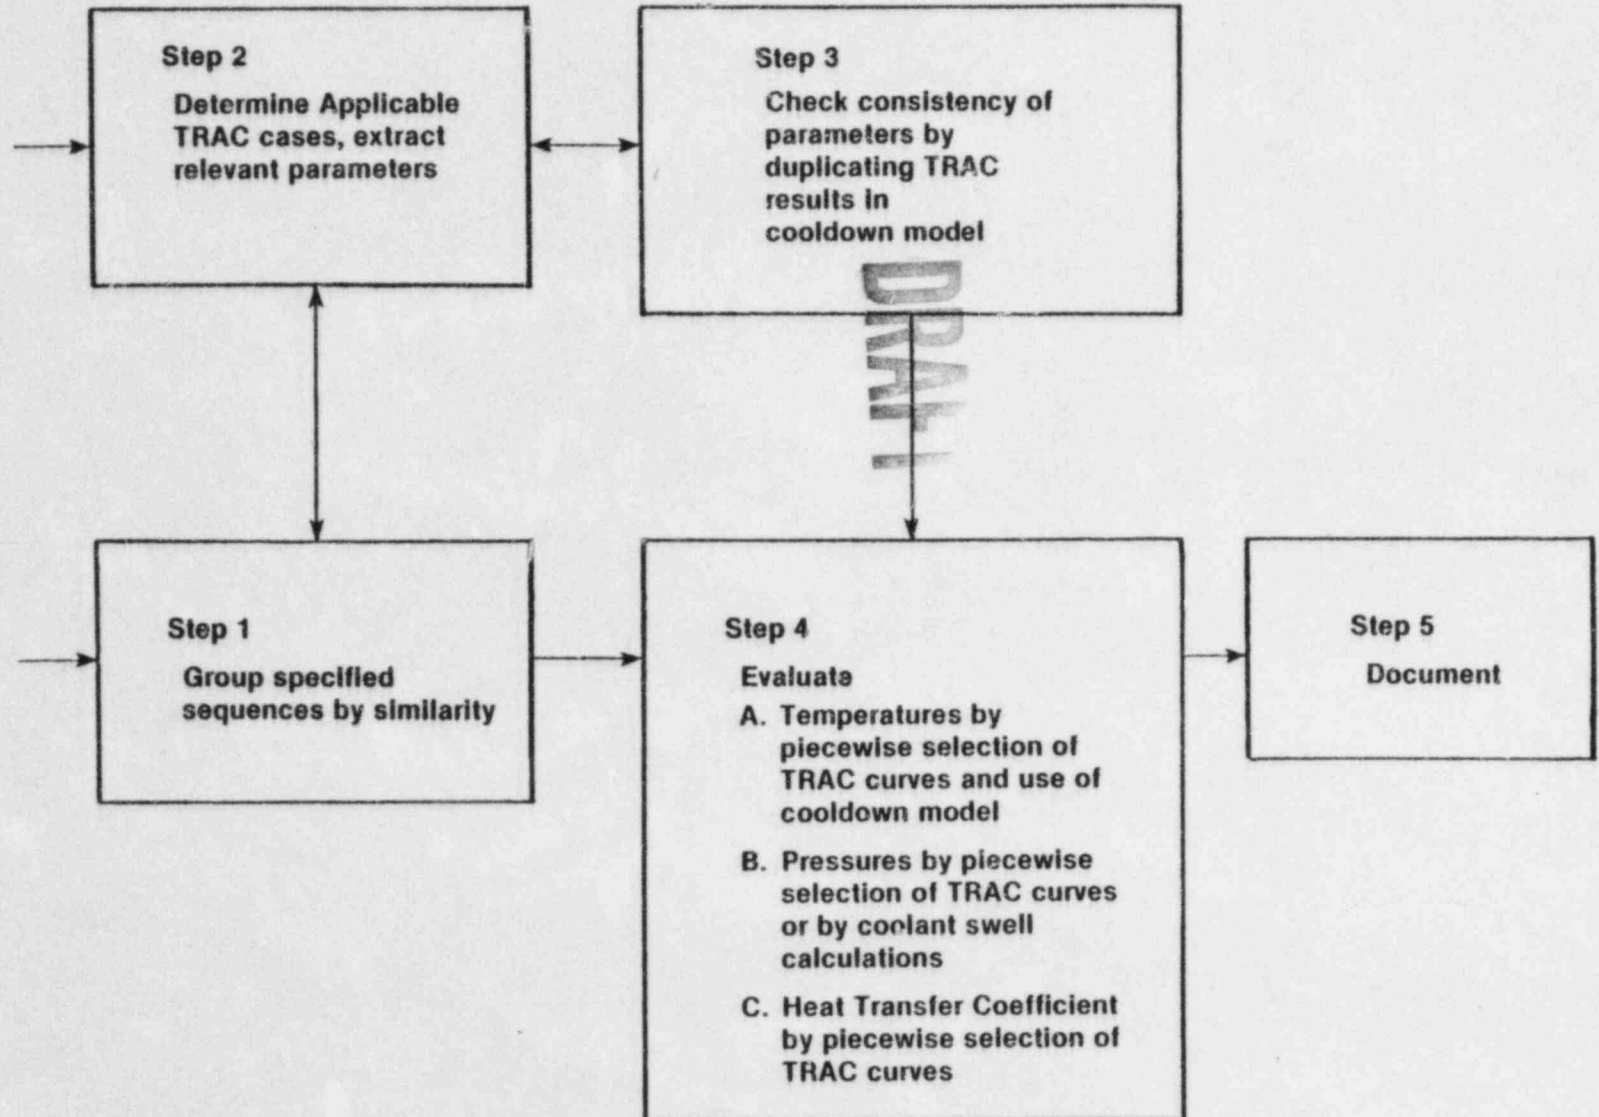 Step 2
Determine Applicable
TRAC cases, extract
relevant parameters
Step 3
Check consistency of
parameters by
duplicating TRAC
results in
cooldown model
DRAFT
Step 1
Group specified
sequences by similarity
Step 4
Evaluate
A. Temperatures by
piecewise selection of
TRAC curves and use of
cooldown model
B. Pressures by piecewise
selection of TRAC curves
or by coolant swell
calculations
C. Heat Transfer Coefficient
by piecewise selection of
TRAC curves
Step 5
Document